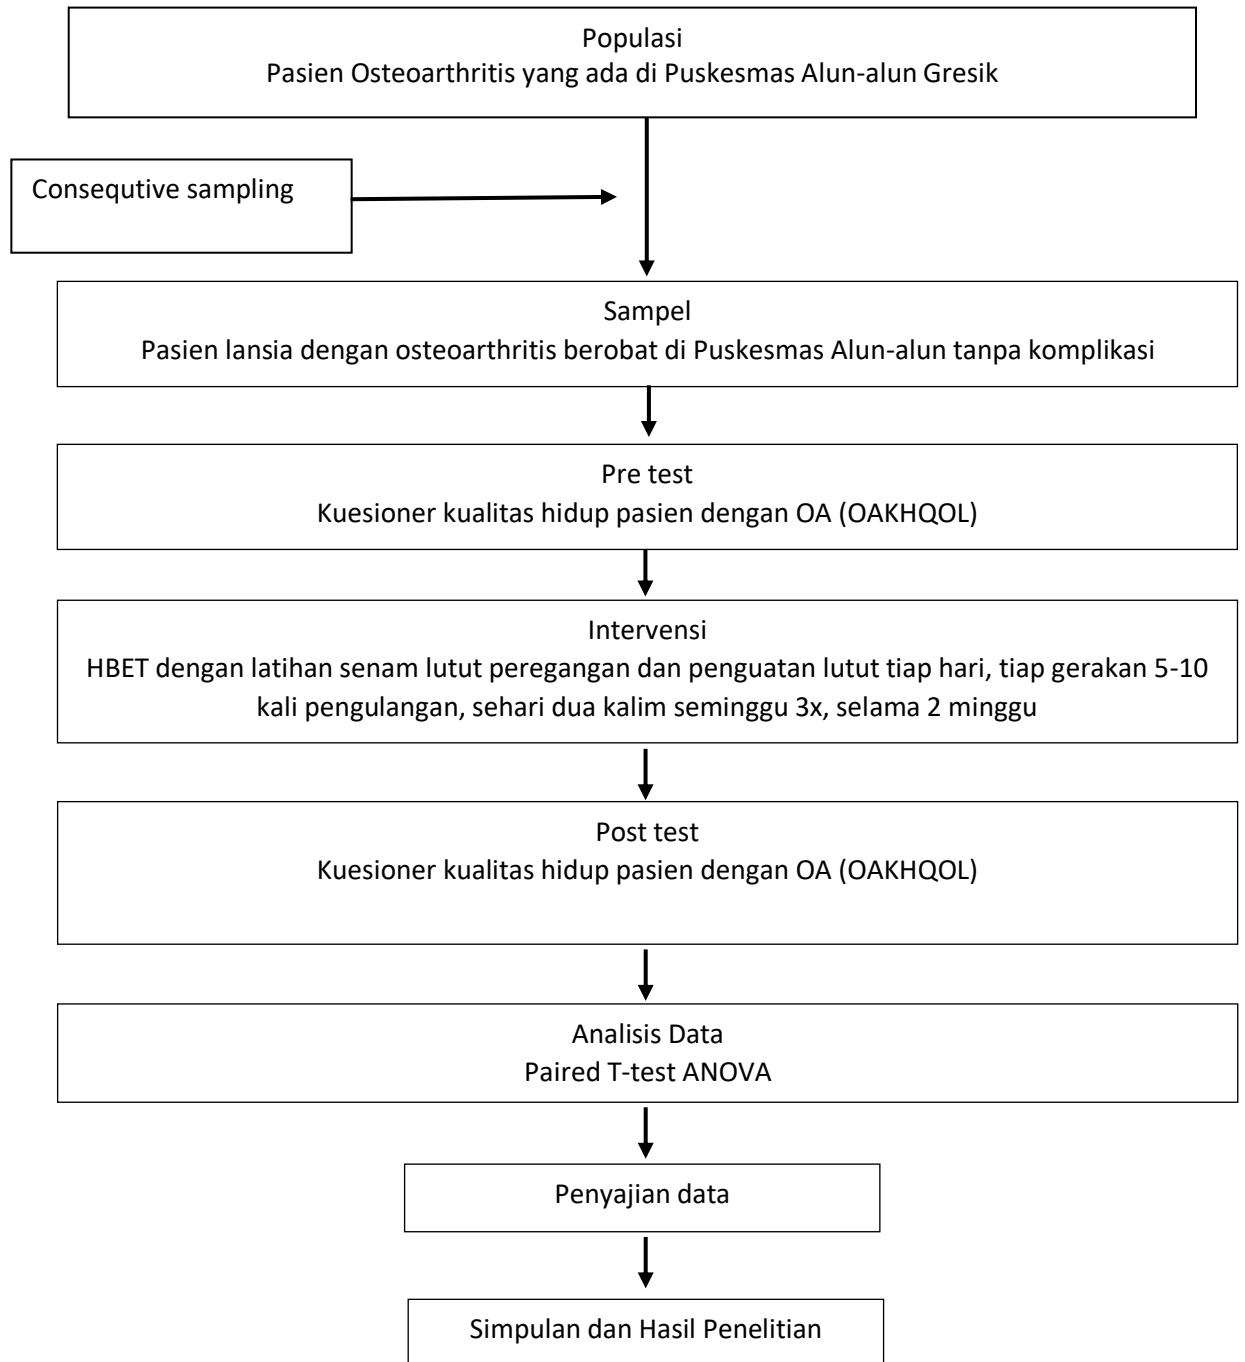 Populasi
Pasien Osteoarthritis yang ada di Puskesmas Alun-alun Gresik
Consequtive sampling
Sampel
Pasien lansia dengan osteoarthritis berobat di Puskesmas Alun-alun tanpa komplikasi
Pre test
Kuesioner kualitas hidup pasien dengan OA (OAKHQOL)
Intervensi
HBET dengan latihan senam lutut peregangan dan penguatan lutut tiap hari, tiap gerakan 5-10
kali pengulangan, sehari dua kalim seminggu 3x, selama 2 minggu
Post test
Kuesioner kualitas hidup pasien dengan OA (OAKHQOL)
Analisis Data
Paired T-test ANOVA
Penyajian data
Simpulan dan Hasil Penelitian